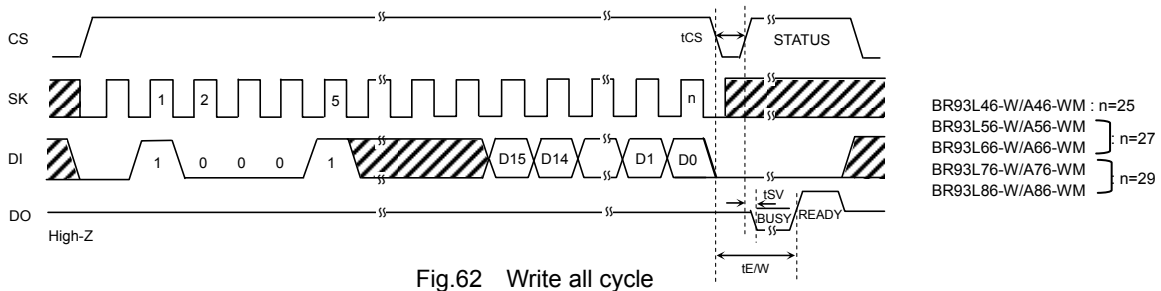 CS
tCS
STATUS
SK
1
2
5
n
BR93L46-W/A46-WM : n=25
BR93L56-W/A56-WM
BR93L66-W/A66-WM
: n=27
BR93L76-W/A76-WM
BR93L86-W/A86-WM
: n=29
DI
1
0
0
0
1
D15
D14
D1
D0
tSV
DO
BUSY
READY
High-Z
tE/W
Fig.62 Write all cycle